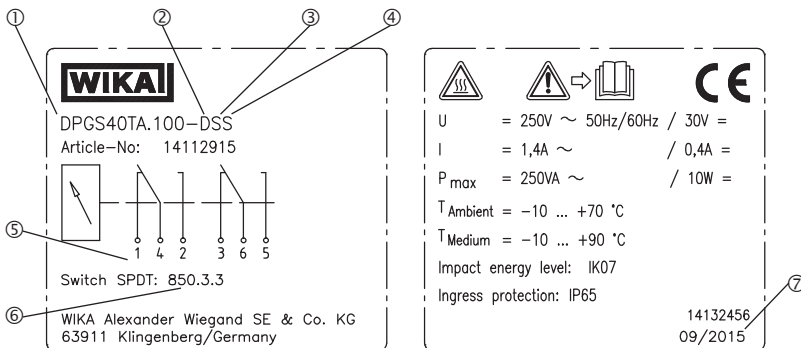 ① ② ③ ④
WIKA
DPGS40TA.100-DSS
Article-No: 14112915
⑤
1 4 2 3 6 5
Switch SPDT: 850.3.3
⑥
WIKA Alexander Wiegand SE & Co. KG
63911 Klingenberg/Germany
CE
U = 250V ~ 50Hz/60Hz / 30V =
I = 1,4A ~ / 0,4A =
P max = 250VA ~ / 10W =
T Ambient = -10 ... +70 °C
T Medium = -10 ... +90 °C
Impact energy level: IK07
Ingress protection: IP65
⑦
14132456
09/2015